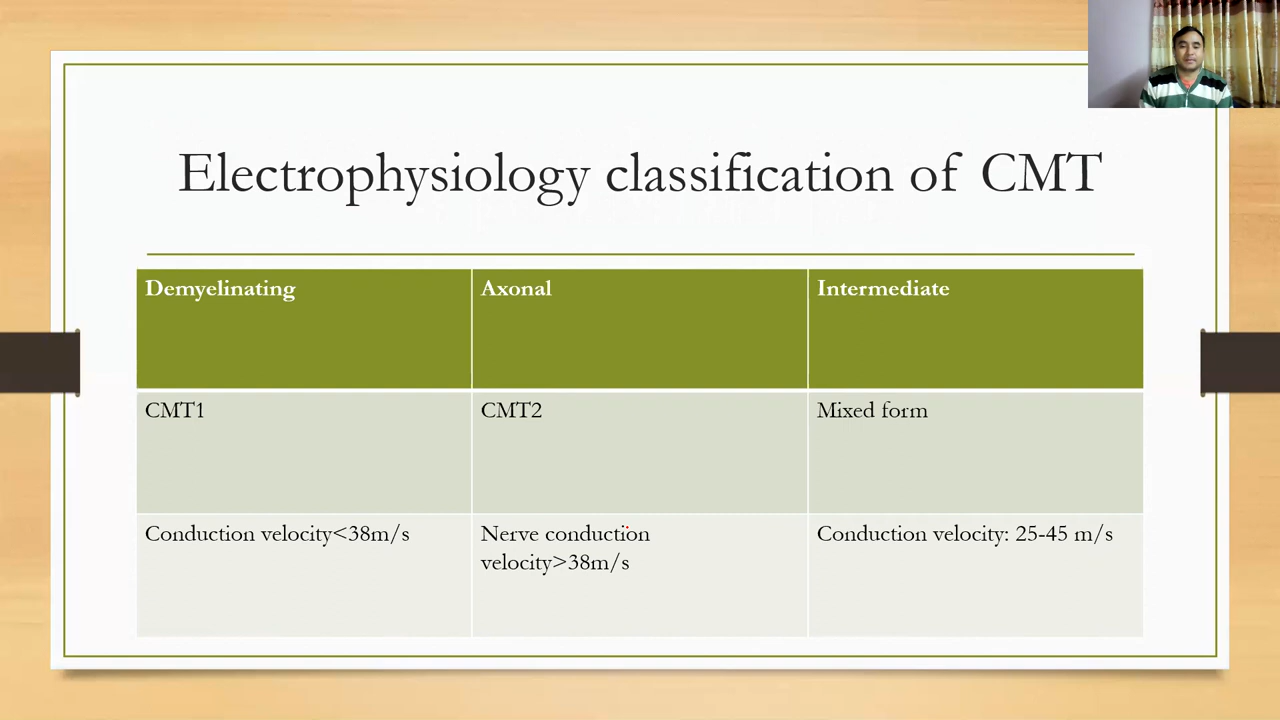 Electrophysiology classification of CMT
Demyelinating
Axonal
Intermediate
CMT1
CMT2
Mixed form
Conduction velocity<38m/s
Nerve conduction
velocity>38m/s
Conduction velocity: 25-45 m/s